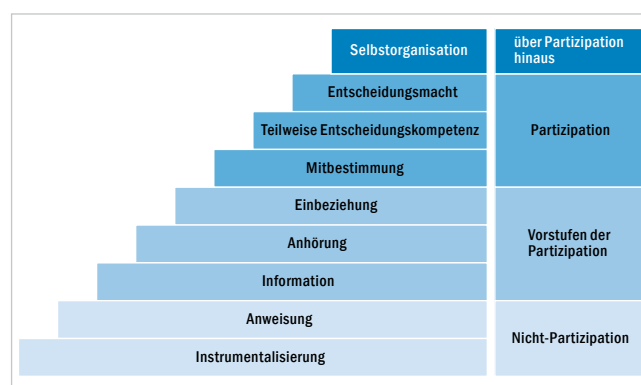 Selbstorganisation
über Partizipation
hinaus
Entscheidungsmacht
Teilweise Entscheidungskompetenz
Partizipation
Mitbestimmung
Einbeziehung
Anhörung
Vorstufen der
Partizipation
Information
Anweisung
Nicht-Partizipation
Instrumentalisierung